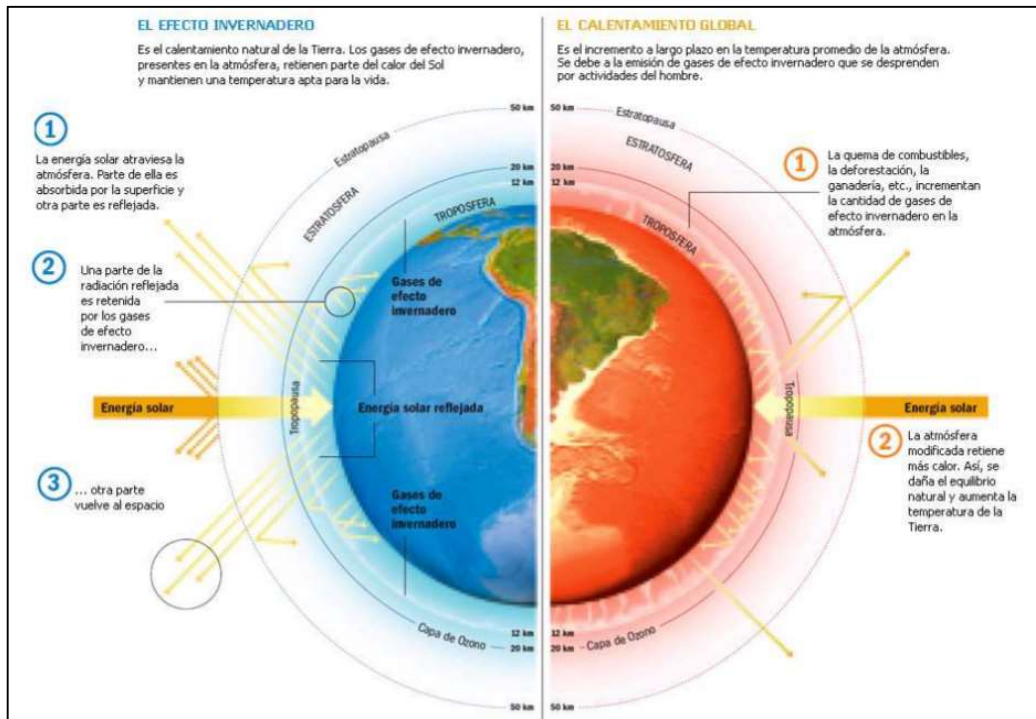 EL EFECTO INVERNADERO
Es el calentamiento natural de la Tierra. Los gases de efecto invernadero,
presentes en la atmósfera, retienen parte del calor del Sol
y mantienen una temperatura apta para la vida.
1
La energía solar atraviesa la
atmósfera. Parte de ella es
absorbida por la superficie y
otra parte es reflejada.
2
Una parte de la
radiación reflejada
es retenida
por los gases
de efecto
invernadero...
Energía solar
3
... otra parte
vuelve al espacio
50 km
Estratopausa
ESTRATOSFERA
20 km
12 km
TROPOSFERA
Gases de
efecto
invernadero
Tropopausa
Energía solar reflejada
Gases de
efecto
invernadero
Capa de Ozono
12 km
20 km
50 km
EL CALENTAMIENTO GLOBAL
Es el incremento a largo plazo en la temperatura promedio de la atmósfera.
Se debe a la emisión de gases de efecto invernadero que se desprenden
por actividades del hombre.
50 km
Estratopausa
ESTRATOSFERA
20 km
12 km
TROPOSFERA
1
La quema de combustibles,
la deforestación, la
ganadería, etc., incrementan
la cantidad de gases de
efecto invernadero en la
atmósfera.
Tropopausa
Energía solar
2
La atmósfera
modificada retiene
más calor. Así, se
daña el equilibrio
natural y aumenta la
temperatura de la
Tierra.
12 km
Capa de Ozono
20 km
50 km